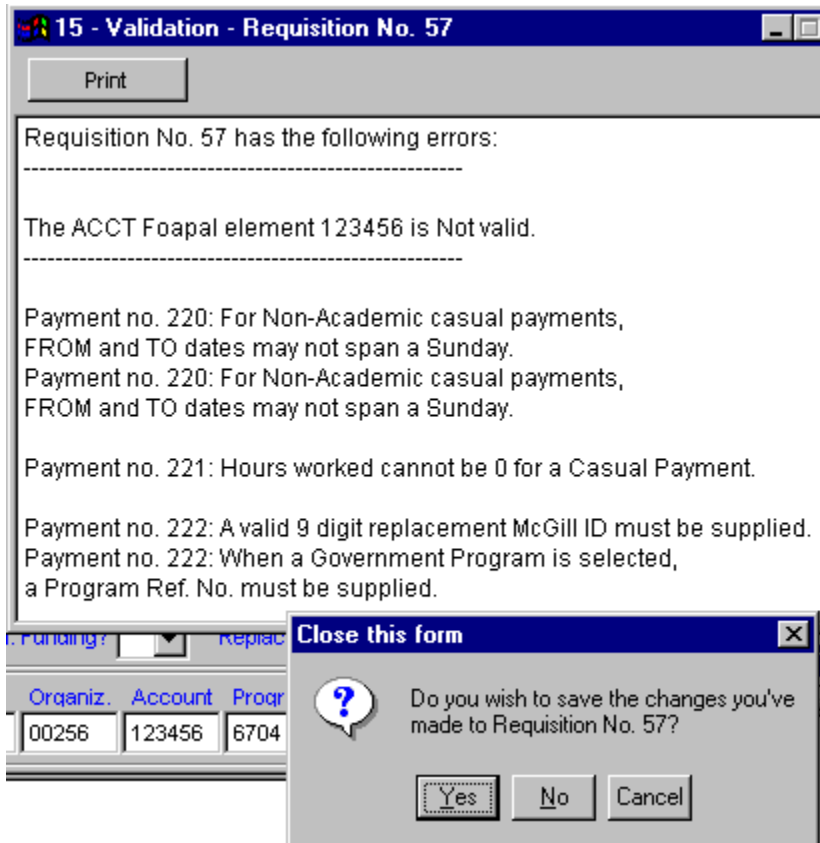 15 - Validation - Requisition No. 57
Print
Requisition No. 57 has the following errors:
-------------------------------------------------------
The ACCT Foapal element 123456 is Not valid.
-------------------------------------------------------
Payment no. 220: For Non-Academic casual payments,
FROM and TO dates may not span a Sunday.
Payment no. 220: For Non-Academic casual payments,
FROM and TO dates may not span a Sunday.
Payment no. 221: Hours worked cannot be 0 for a Casual Payment.
Payment no. 222: A valid 9 digit replacement McGill ID must be supplied.
Payment no. 222: When a Government Program is selected,
a Program Ref. No. must be supplied.
Funding? Replac
Organiz. Account Progr
00256 123456 6704
Close this form
Do you wish to save the changes you've
made to Requisition No. 57?
Yes No Cancel